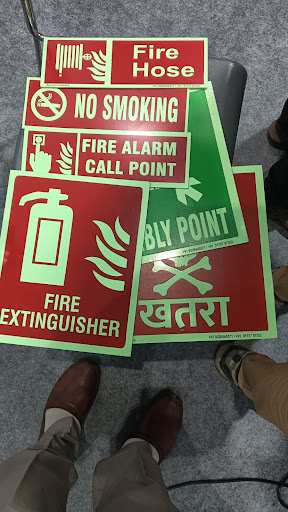 Fire
Hose
NO SMOKING
FIRE ALARM
CALL POINT
BLY POINT
FIRE
EXTINGUISHER
खतरा